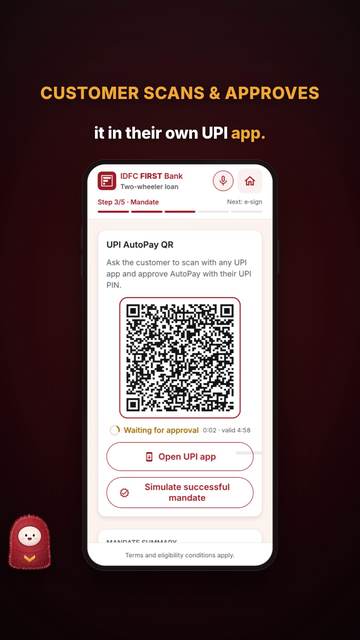 CUSTOMER SCANS & APPROVES
it in their own UPI app.
IDFC FIRST Bank
Two-wheeler loan
Step 3/5 · Mandate
Next: e-sign
UPI AutoPay QR
Ask the customer to scan with any UPI
app and approve AutoPay with their UPI
PIN.
Waiting for approval 0:02 · valid 4:58
Open UPI app
Simulate successful
mandate
MANDATE SUMMARY
Terms and eligibility conditions apply.